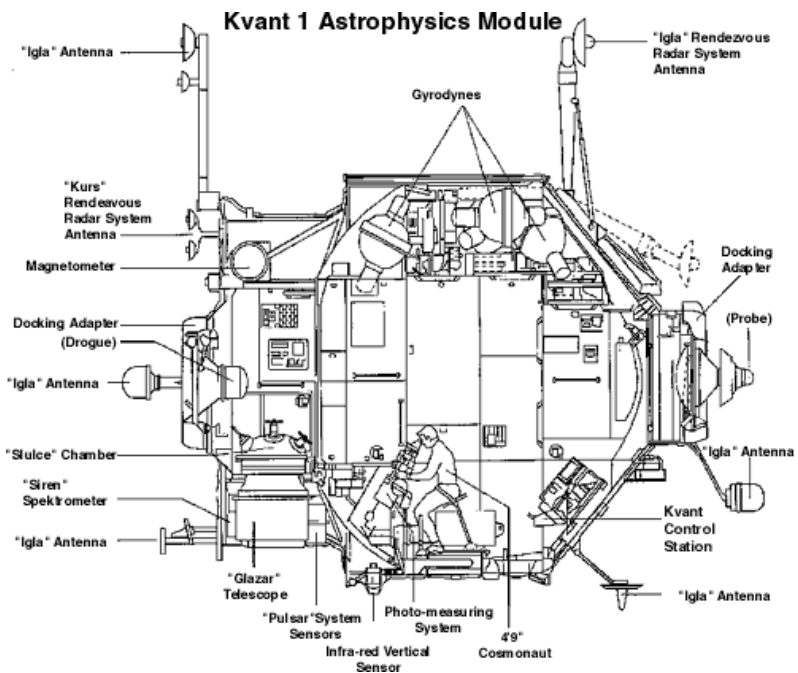 Kvant 1 Astrophysics Module
"Igla" Antenna
"Igla" Rendezvous
Radar System
Antenna
Gyrodynes
"Kurs"
Rendeavous
Radar System
Antenna
Magnetometer
Docking
Adapter
Docking Adapter
(Drogue)
(Probe)
"Igla" Antenna
"Slulce" Chamber
"Igla" Antenna
"Siren"
Spektrometer
Kvant
Control
Station
"Igla" Antenna
"Glazar"
Telescope
"Pulsar"System
Sensors
Infra-red Vertical
Sensor
Photo-measuring
System
4'9"
Cosmonaut
"Igla" Antenna